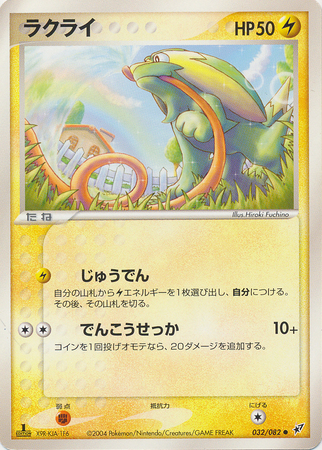 ラクライ HP50
Illus.Hiroki Fuchino
たね
じゅうでん
自分の山札からエネルギーを1枚選び出し、自分につける。
その後、その山札を切る。
でんこうせっか 10+
コインを1回投げオモテなら、20ダメージを追加する。
弱点 抵抗力 にげる
1 ©2004 Pokémon/Nintendo/Creatures/GAME FREAK 032/082